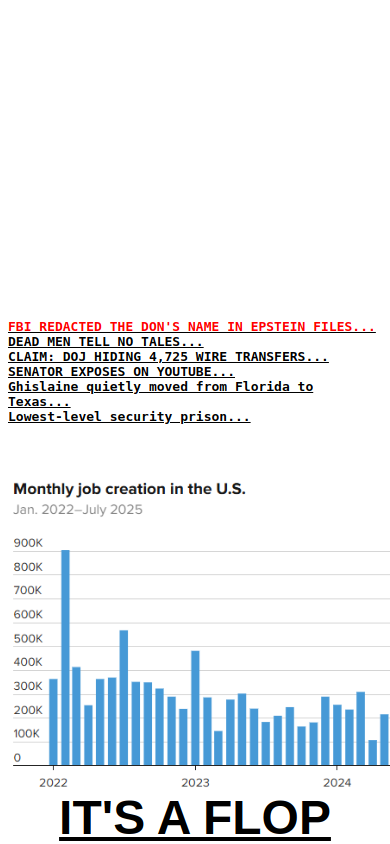 FBI REDACTED THE DON'S NAME IN EPSTEIN FILES...
DEAD MEN TELL NO TALES...
CLAIM: DOJ HIDING 4,725 WIRE TRANSFERS...
SENATOR EXPOSES ON YOUTUBE...
Ghislaine quietly moved from Florida to
Texas...
Lowest-level security prison...
Monthly job creation in the U.S.
Jan. 2022–July 2025
900K
800K
700K
600K
500K
400K
300K
200K
100K
0
2022 2023 2024
IT'S A FLOP